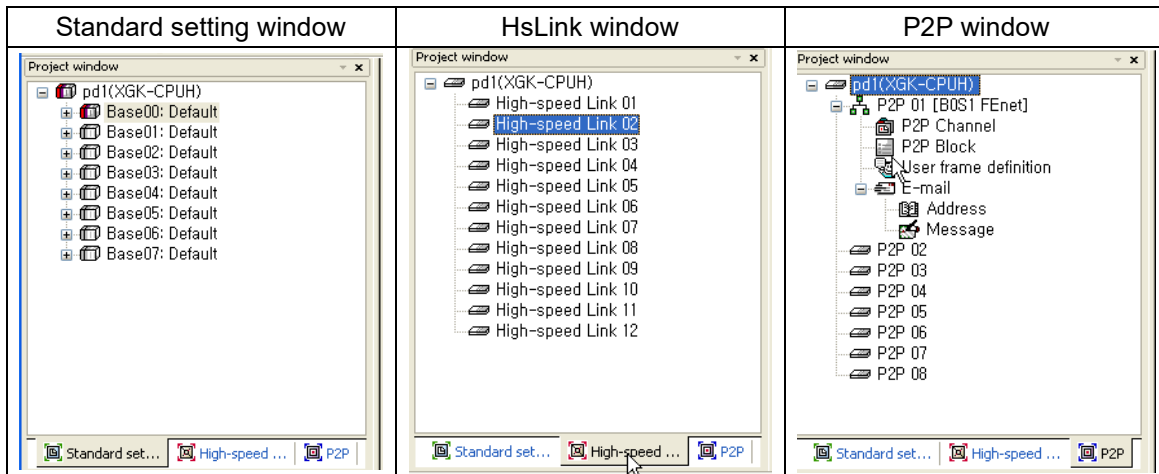 Standard setting window
HsLink window
P2P window
Project window
pd1(XGK-CPUH)
Base00: Default
Base01: Default
Base02: Default
Base03: Default
Base04: Default
Base05: Default
Base06: Default
Base07: Default
Standard set...
High-speed ...
P2P
Project window
pd1(XGK-CPUH)
High-speed Link 01
High-speed Link 02
High-speed Link 03
High-speed Link 04
High-speed Link 05
High-speed Link 06
High-speed Link 07
High-speed Link 08
High-speed Link 09
High-speed Link 10
High-speed Link 11
High-speed Link 12
Standard set...
High-speed ...
P2P
Project window
pd1(XGK-CPUH)
P2P 01 [B0S1 FEnet]
P2P Channel
P2P Block
User frame definition
E-mail
Address
Message
P2P 02
P2P 03
P2P 04
P2P 05
P2P 06
P2P 07
P2P 08
Standard set...
High-speed ...
P2P